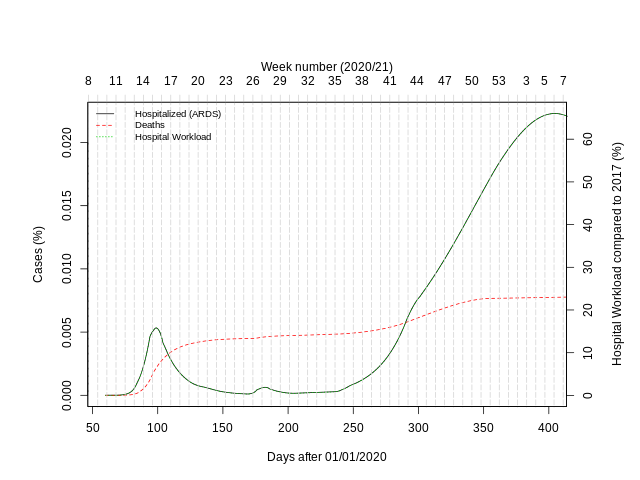 Week number (2020/21)
8 11 14 17 20 23 26 29 32 35 38 41 44 47 50 53 3 5 7
Hospitalized (ARDS)
Deaths
Hospital Workload
Cases (%)
0.020
0.015
0.010
0.005
0.000
60
50
40
30
20
10
0
Hospital Workload compared to 2017 (%)
50 100 150 200 250 300 350 400
Days after 01/01/2020